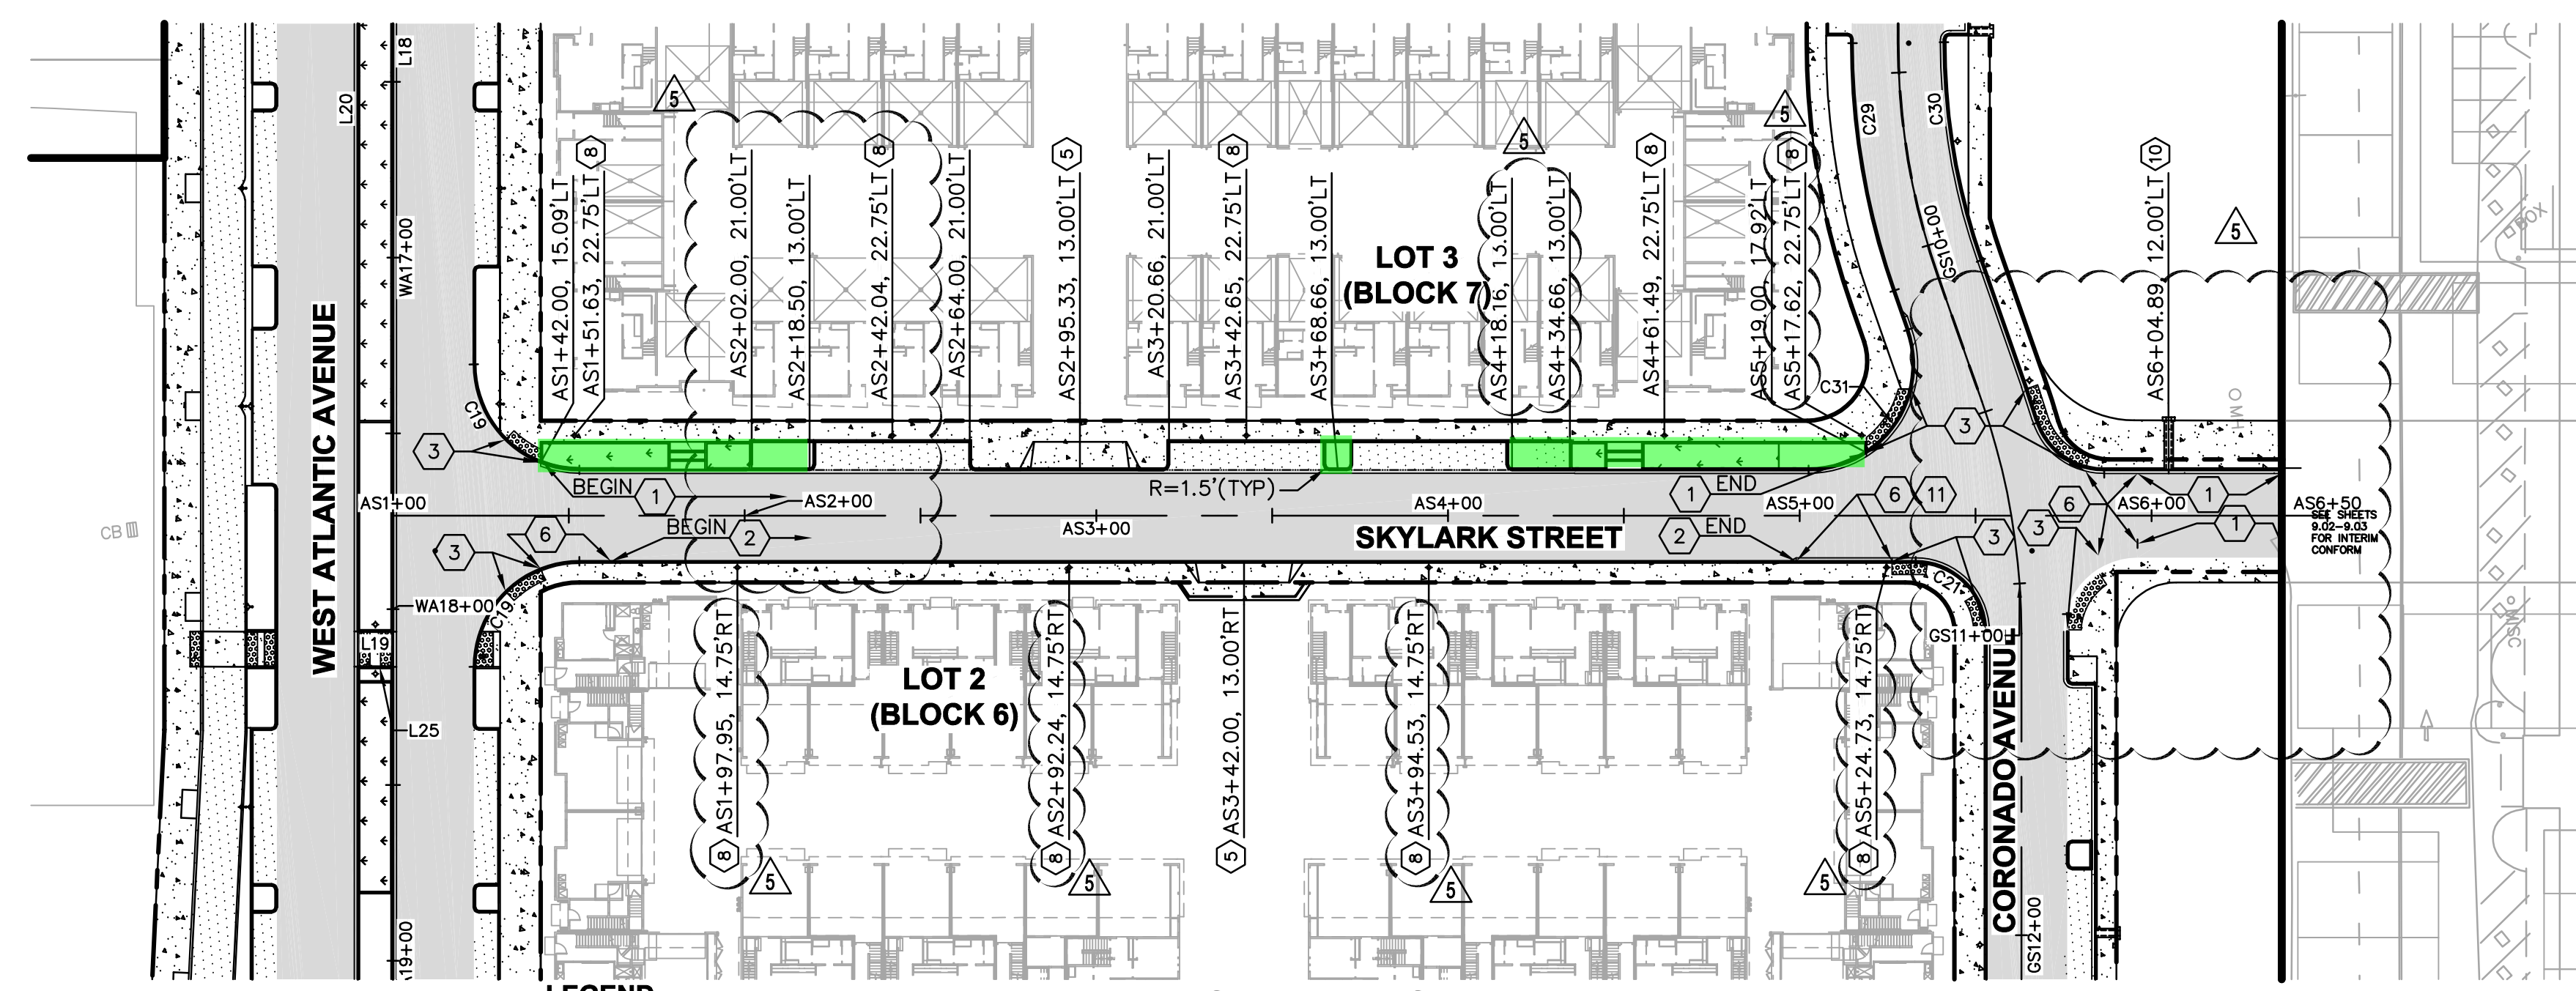 WEST ATLANTIC AVENUE
L18
L20
WA17+00
C19
3
WA18+00
C19
3
L19
L25
19+00
CB
5
AS1+42.00, 15.09'LT
AS1+51.63, 22.75'LT
8
AS2+02.00, 21.00'LT
AS2+18.50, 13.00'LT
AS2+42.04, 22.75'LT
8
AS2+64.00, 21.00'LT
AS2+95.33, 13.00'LT
5
AS3+20.66, 21.00'LT
AS3+42.65, 22.75'LT
8
AS3+68.66, 13.00'LT
LOT 3
(BLOCK 7)
5
AS4+18.16, 13.00'LT
AS4+34.66, 13.00'LT
AS4+61.49, 22.75'LT
8
5
AS5+19.00, 17.92'LT
AS5+17.62, 22.75'LT
8
C29
C30
C31
GS10+00
3
AS6+04.89, 12.00'LT
10
5
BOX
BEGIN
1
AS1+00
AS2+00
R=1.5'(TYP)
AS3+00
AS4+00
1
END
AS5+00
6
11
6
AS6+00
1
AS6+50
SEE SHEETS
9.02-9.03
FOR INTERIM
CONFORM
6
BEGIN
2
SKYLARK STREET
2
END
3
3
1
C21
GS11+00
CORONADO AVENUE
GS12+00
MISC
AS1+97.95, 14.75'RT
8
5
LOT 2
(BLOCK 6)
AS2+92.24, 14.75'RT
8
5
AS3+42.00, 13.00'RT
5
AS3+94.53, 14.75'RT
8
5
AS5+24.73, 14.75'RT
8
5
LEGEND